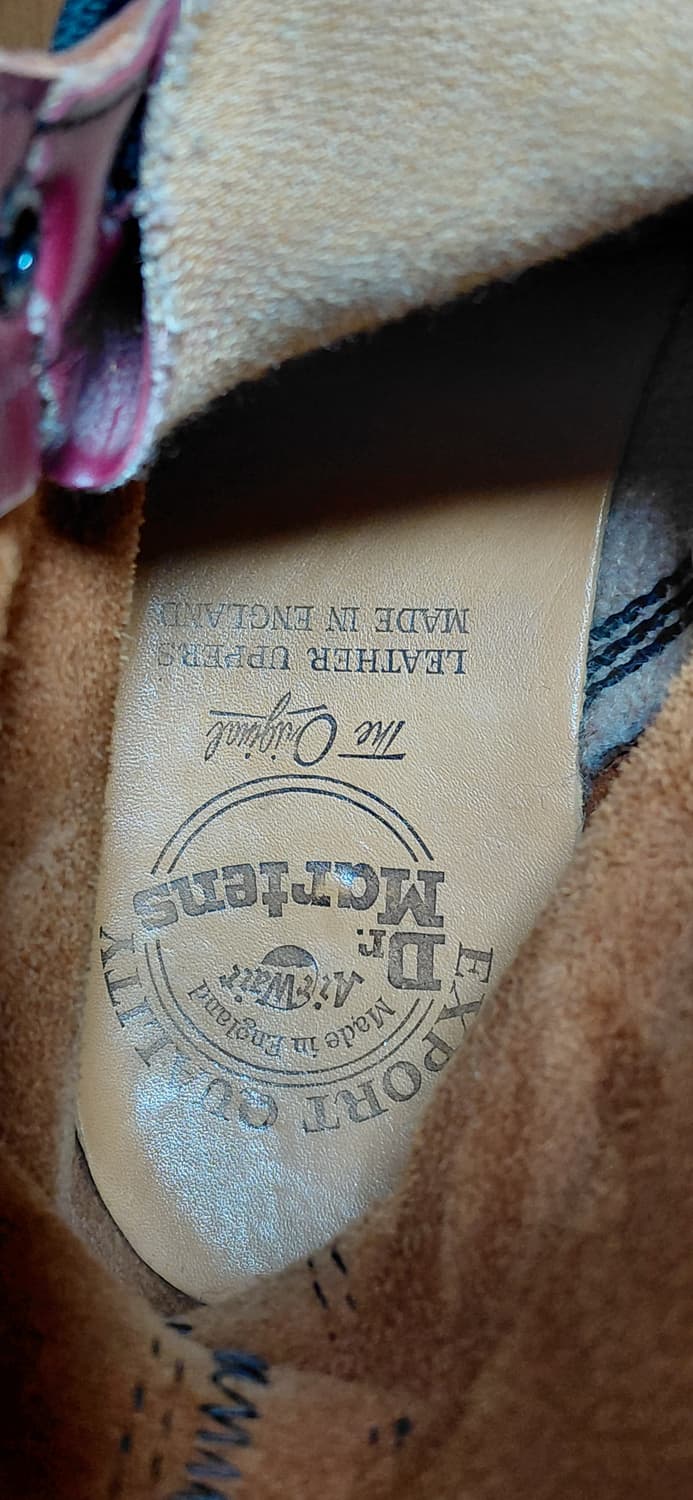 EXPORT QUALITY
Made in England
AirWair
Dr.
Martens
The Original
LEATHER UPPERS
MADE IN ENGLAND